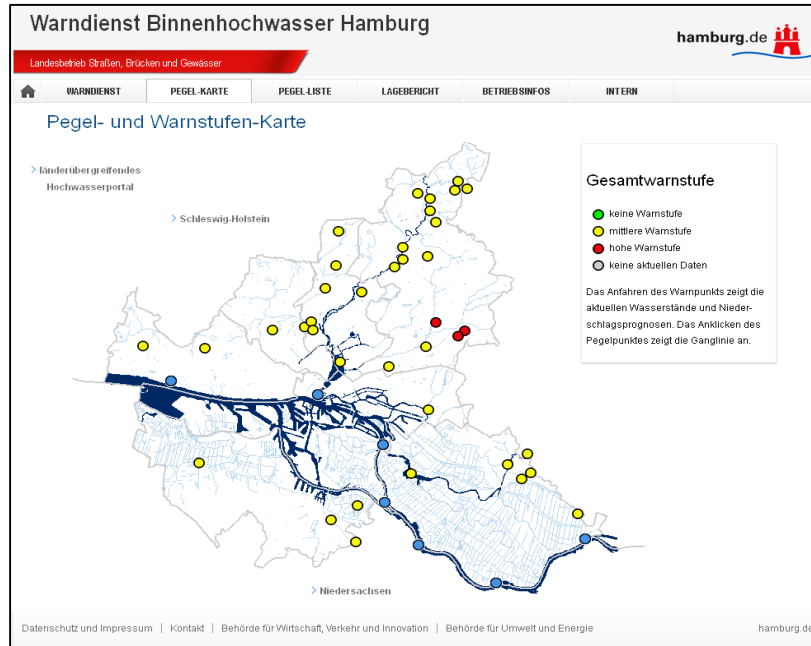 Warndienst Binnenhochwasser Hamburg
hamburg.de
Landesbetrieb Straßen, Brücken und Gewässer
WARNDIENST
PEGEL-KARTE
PEGEL-LISTE
LAGEBERICHT
BETRIEBSINFOS
INTERN
Pegel- und Warnstufen-Karte
> länderübergreifendes
Hochwasserportal
> Schleswig-Holstein
Gesamtwarnstufe
keine Warnstufe
mittlere Warnstufe
hohe Warnstufe
keine aktuellen Daten
Das Anfahren des Warnpunkts zeigt die
aktuellen Wasserstände und Nieder-
schlagsprognosen. Das Anklicken des
Pegelpunktes zeigt die Ganglinie an.
> Niedersachsen
Datenschutz und Impressum | Kontakt | Behörde für Wirtschaft, Verkehr und Innovation | Behörde für Umwelt und Energie
hamburg.de